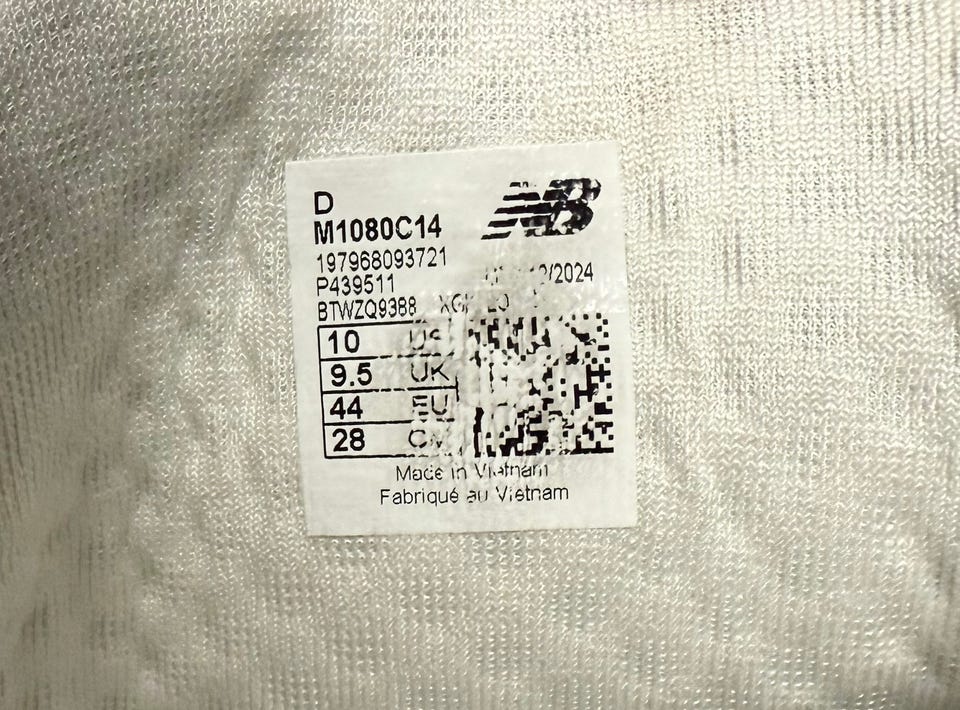 D
NB
M1080C14
197968093721
P439511 /2024
BTWZQ9388
10 US
9.5 UK
44 EU
28 CM
Made in Vietnam
Fabriqué au Vietnam